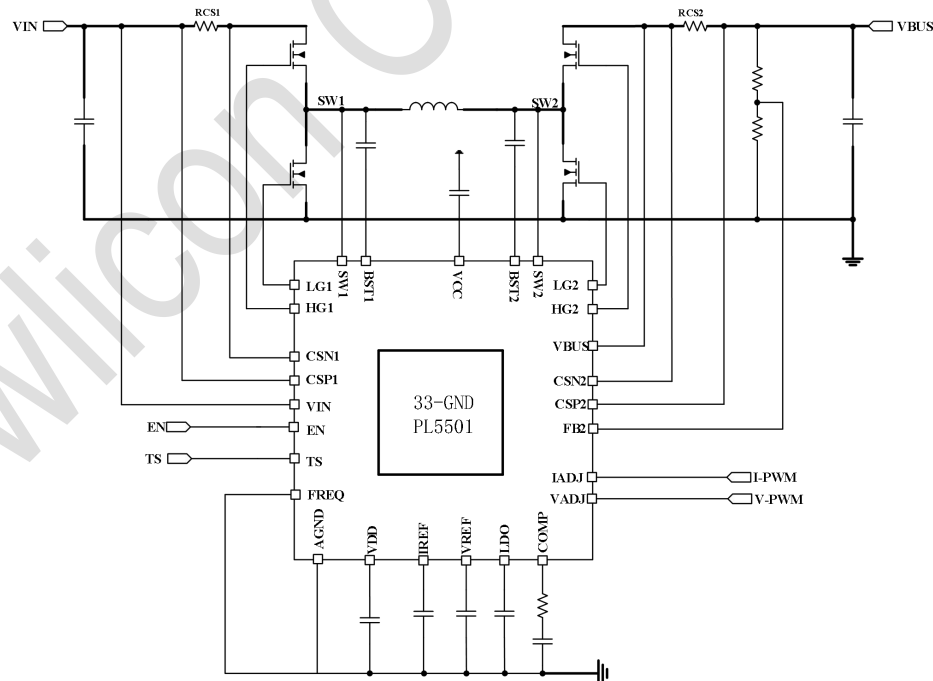 VIN
RCS1
RCS2
VBUS
SW1
SW2
SW1
BST1
VCC
BST2
SW2
LG1
HG1
CSN1
CSP1
VIN
EN
EN
TS
TS
FREQ
LG2
HG2
VBUS
CSN2
CSP2
FB2
IADJ
I-PWM
VADJ
V-PWM
33-GND
PL5501
AGND
VDD
IREF
VREF
LDO
COMP